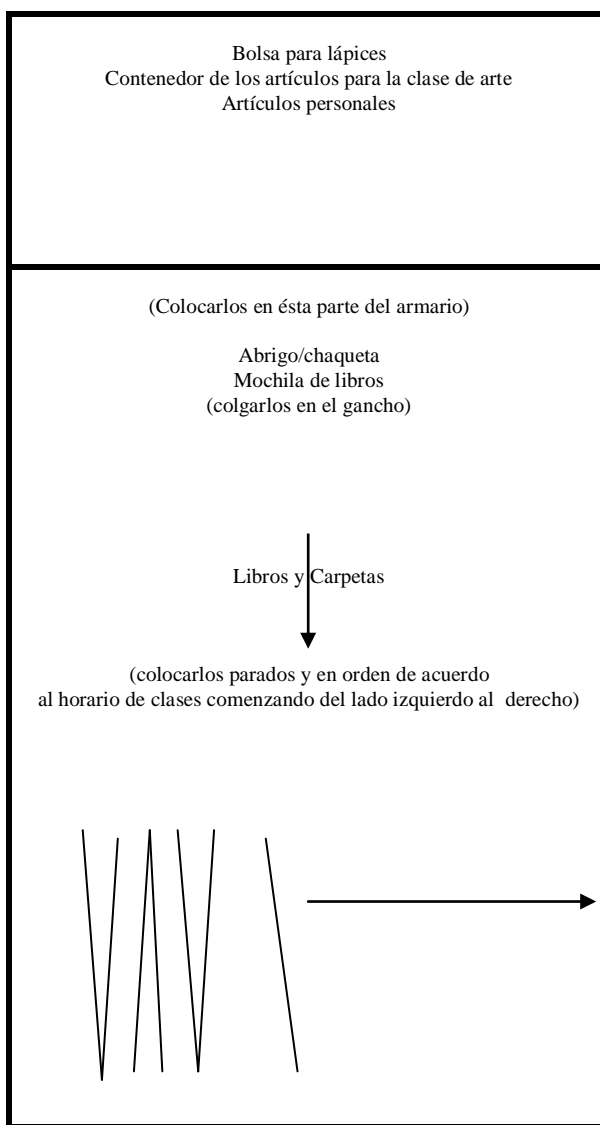 Bolsa para lápices
Contenedor de los artículos para la clase de arte
Artículos personales
(Colocarlos en ésta parte del armario)
Abrigo/chaqueta
Mochila de libros
(colgarlos en el gancho)
Libros y Carpetas
(colocarlos parados y en orden de acuerdo
al horario de clases comenzando del lado izquierdo al derecho)